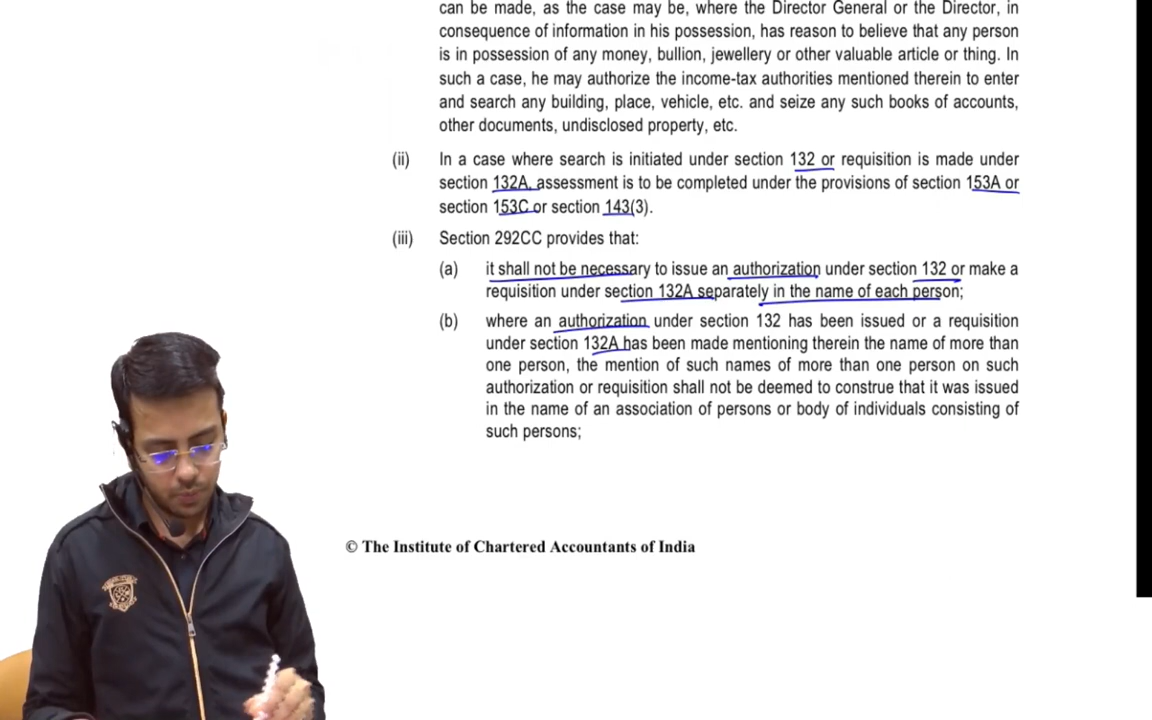 can be made, as the case may be, where the Director General or the Director, in
consequence of information in his possession, has reason to believe that any person
is in possession of any money, bullion, jewellery or other valuable article or thing. In
such a case, he may authorize the income-tax authorities mentioned therein to enter
and search any building, place, vehicle, etc. and seize any such books of accounts,
other documents, undisclosed property, etc.
(ii) In a case where search is initiated under section 132 or requisition is made under
section 132A, assessment is to be completed under the provisions of section 153A or
section 153C or section 143(3).
(iii) Section 292CC provides that:
(a) it shall not be necessary to issue an authorization under section 132 or make a
requisition under section 132A separately in the name of each person;
(b) where an authorization under section 132 has been issued or a requisition
under section 132A has been made mentioning therein the name of more than
one person, the mention of such names of more than one person on such
authorization or requisition shall not be deemed to construe that it was issued
in the name of an association of persons or body of individuals consisting of
such persons;
© The Institute of Chartered Accountants of India